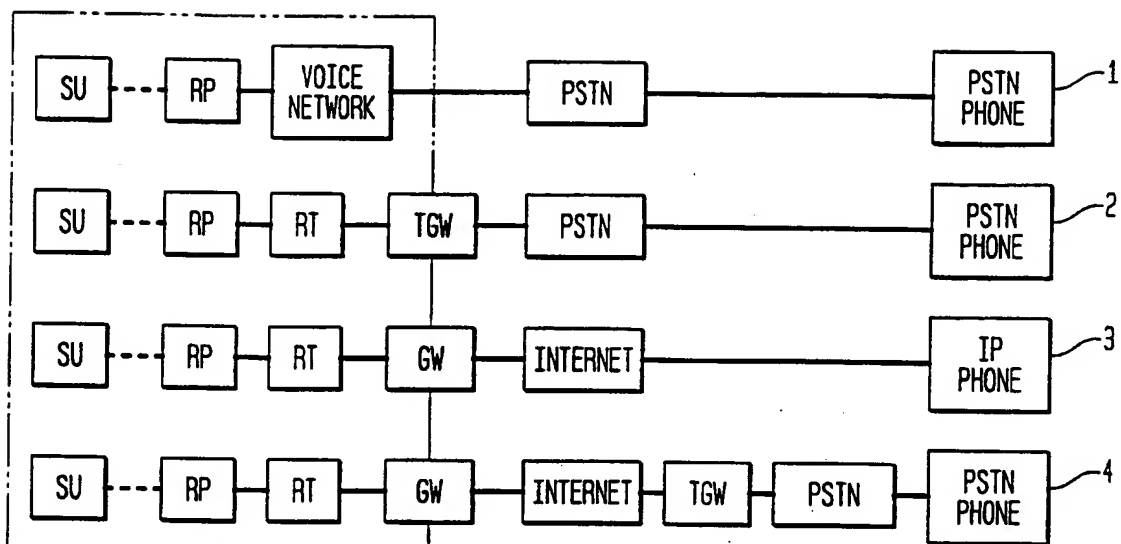 SU RP VOICE NETWORK PSTN PSTN PHONE 1
SU RP RT TGW PSTN PSTN PHONE 2
SU RP RT GW INTERNET IP PHONE 3
SU RP RT GW INTERNET TGW PSTN PSTN PHONE 4